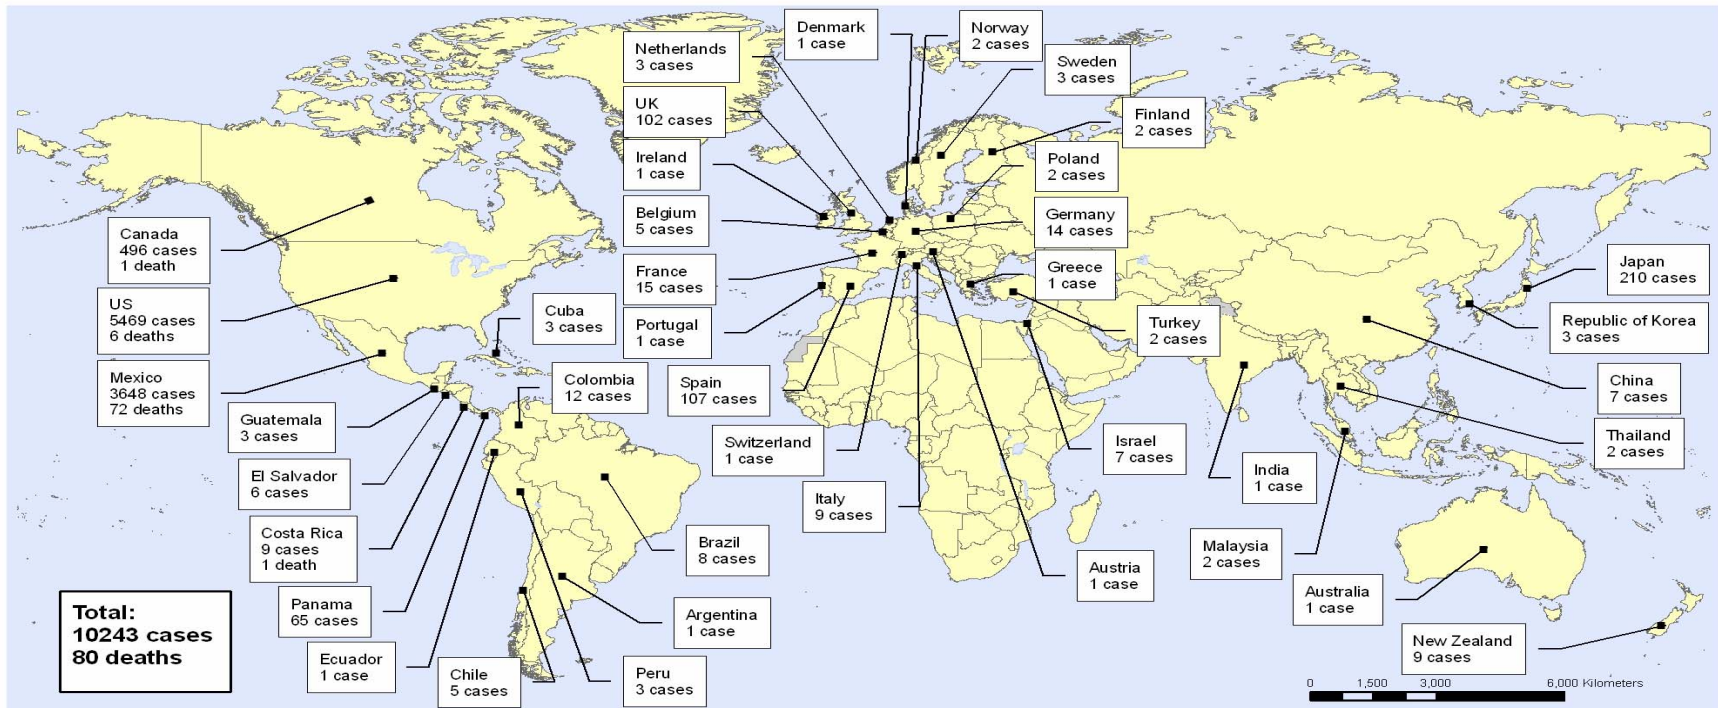 Denmark
1 case
Norway
2 cases
Netherlands
3 cases
Sweden
3 cases
UK
102 cases
Finland
2 cases
Ireland
1 case
Poland
2 cases
Belgium
5 cases
Germany
14 cases
Canada
496 cases
1 death
France
15 cases
Greece
1 case
Japan
210 cases
US
5469 cases
6 deaths
Cuba
3 cases
Portugal
1 case
Turkey
2 cases
Republic of Korea
3 cases
Mexico
3648 cases
72 deaths
Colombia
12 cases
Spain
107 cases
China
7 cases
Guatemala
3 cases
Switzerland
1 case
Israel
7 cases
Thailand
2 cases
El Salvador
6 cases
India
1 case
Italy
9 cases
Costa Rica
9 cases
1 death
Brazil
8 cases
Malaysia
2 cases
Austria
1 case
Australia
1 case
Panama
65 cases
Argentina
1 case
Total:
10243 cases
80 deaths
New Zealand
9 cases
Ecuador
1 case
Chile
5 cases
Peru
3 cases
0 1,500 3,000 6,000 Kilometers